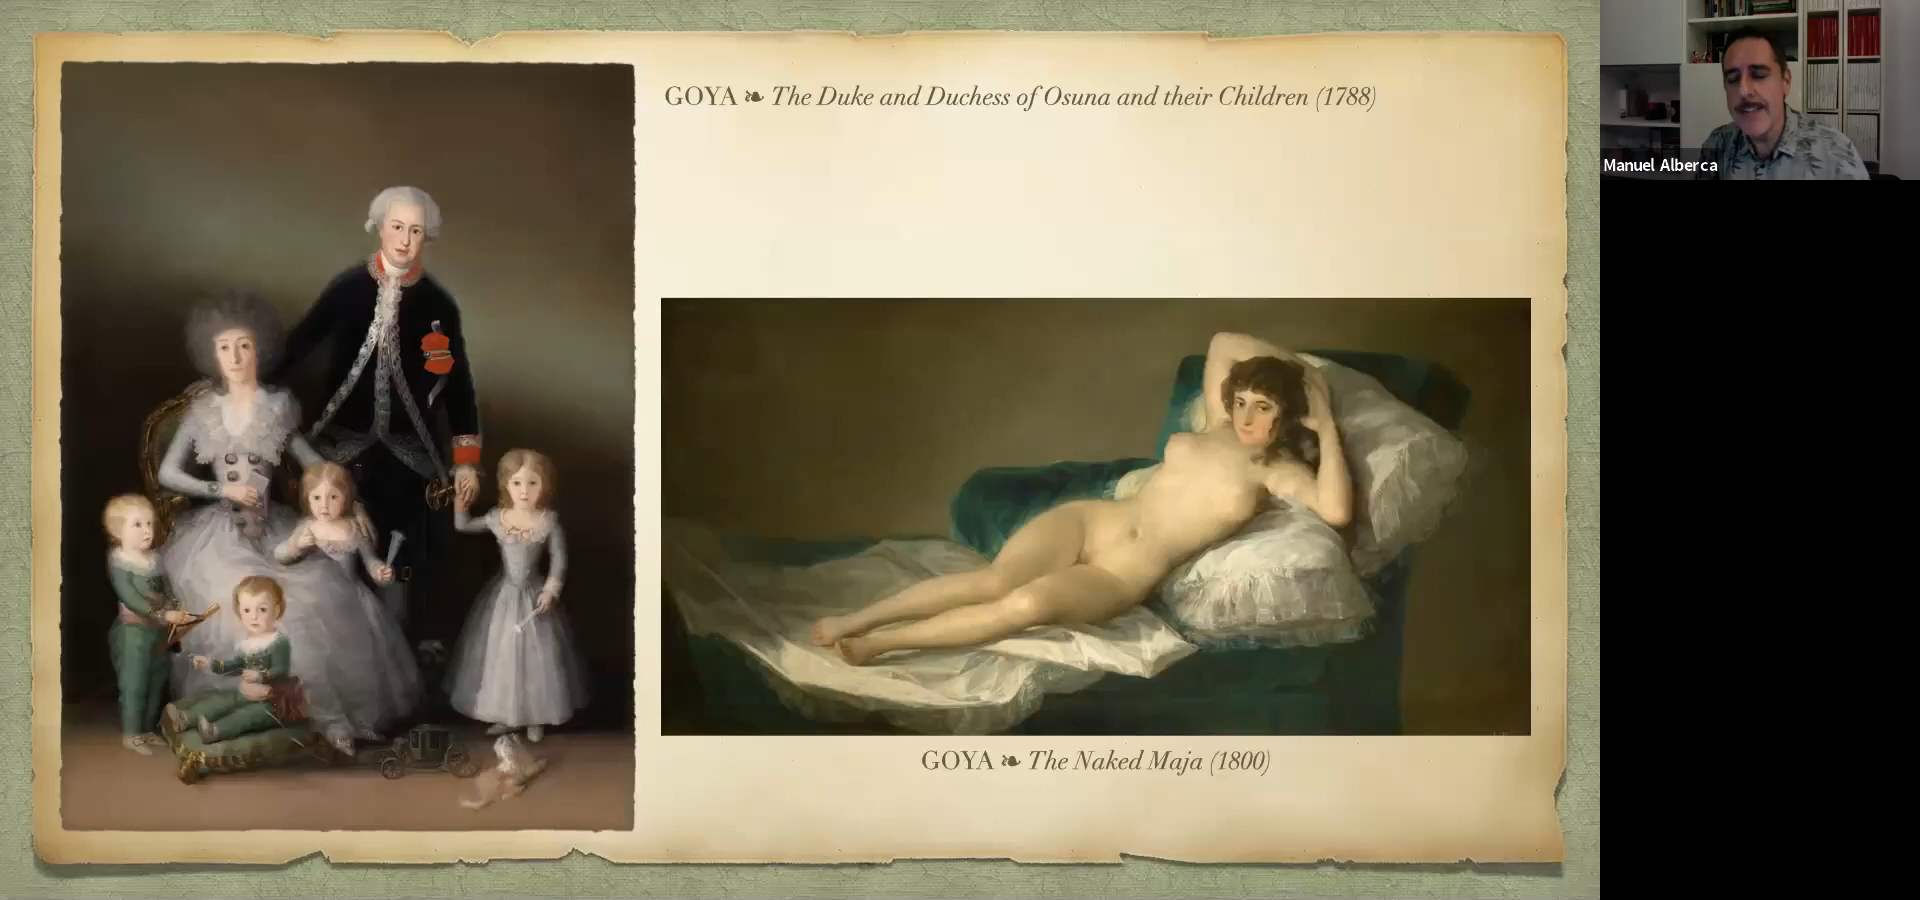 GOYA ❧ The Duke and Duchess of Osuna and their Children (1788)
Manuel Alberca
GOYA ❧ The Naked Maja (1800)